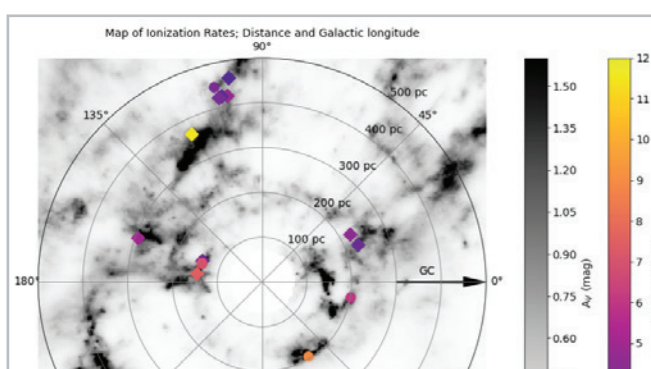 Map of Ionization Rates; Distance and Galactic longitude
90°
500 pc
135°
45°
400 pc
300 pc
200 pc
100 pc
GC
180°
0°
1.50
1.35
1.20
1.05
0.90
0.75
0.60
Aᵥ (mag)
12
11
10
9
8
7
6
5